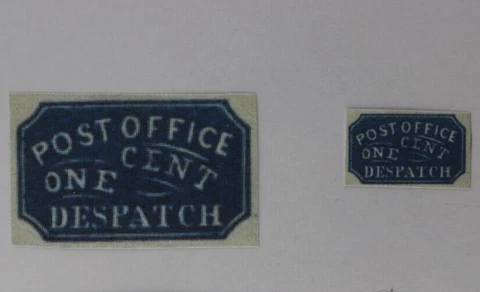 POST OFFICE
CENT
ONE
DESPATCH
POST OFFICE
CENT
ONE
DESPATCH